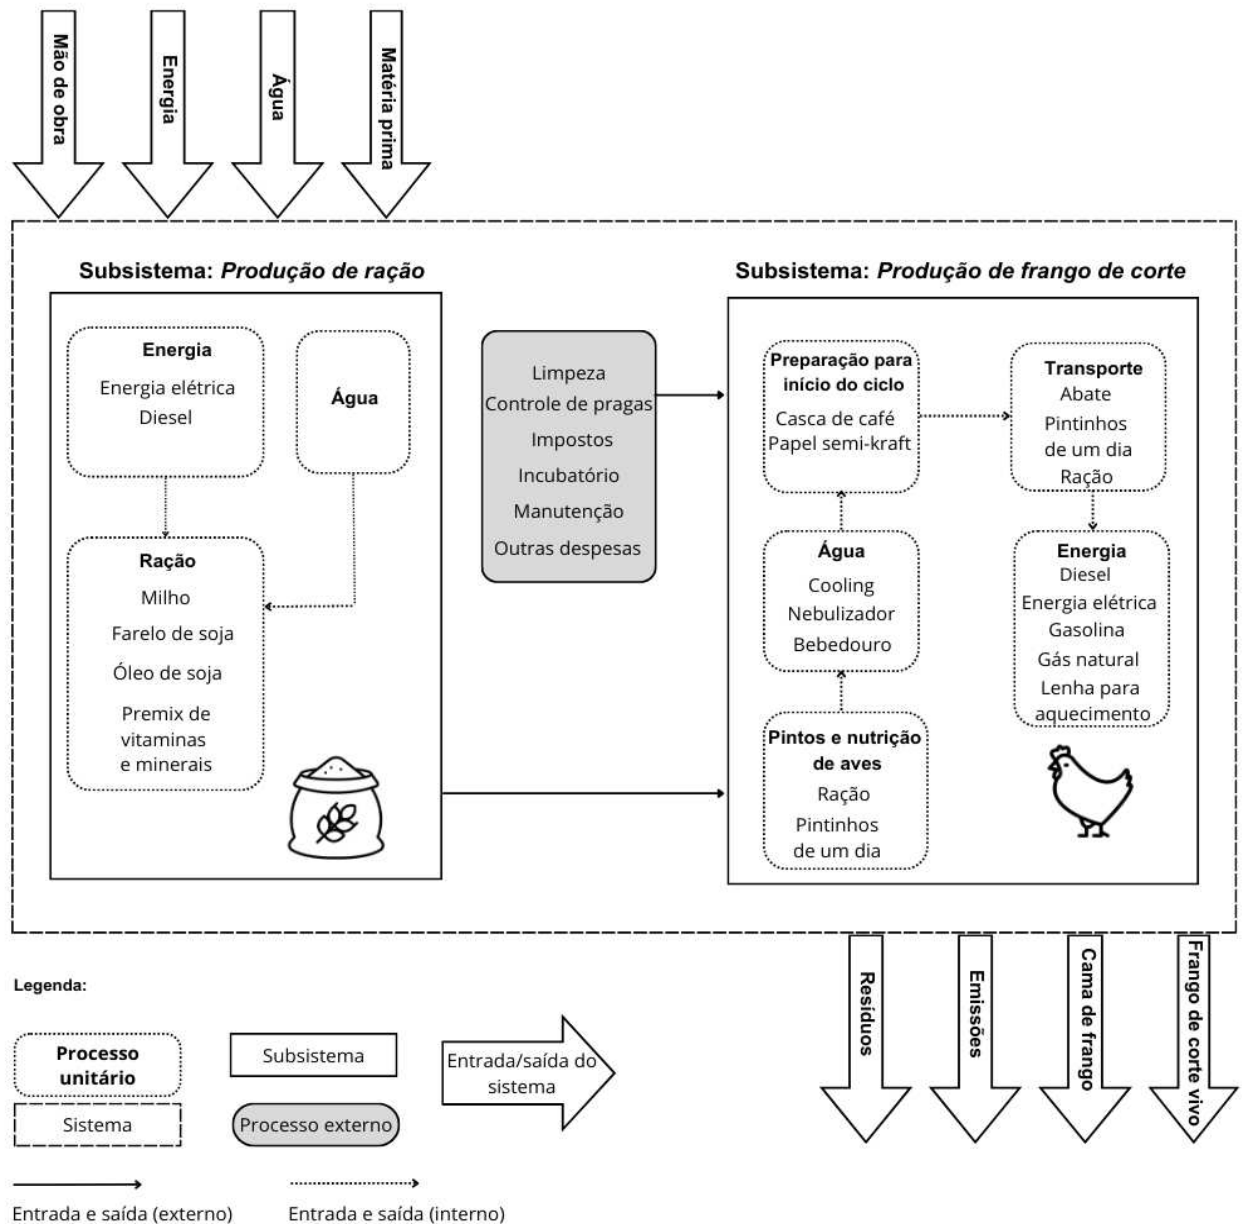 Mão de obra
Energia
Água
Matéria prima
Subsistema: Produção de ração
Energia
Energia elétrica
Diesel
Água
Ração
Milho
Farelo de soja
Óleo de soja
Premix de
vitaminas
e minerais
Limpeza
Controle de pragas
Impostos
Incubatório
Manutenção
Outras despesas
Subsistema: Produção de frango de corte
Preparação para
início do ciclo
Casca de café
Papel semi-kraft
Transporte
Abate
Pintinhos
de um dia
Ração
Água
Cooling
Nebulizador
Bebedouro
Energia
Diesel
Energia elétrica
Gasolina
Gás natural
Lenha para
aquecimento
Pintos e nutrição
de aves
Ração
Pintinhos
de um dia
Resíduos
Emissões
Cama de frango
Frango de corte vivo
Legenda:
Processo
unitário
Subsistema
Entrada/saída do
sistema
Sistema
Processo externo
Entrada e saída (externo)
Entrada e saída (interno)